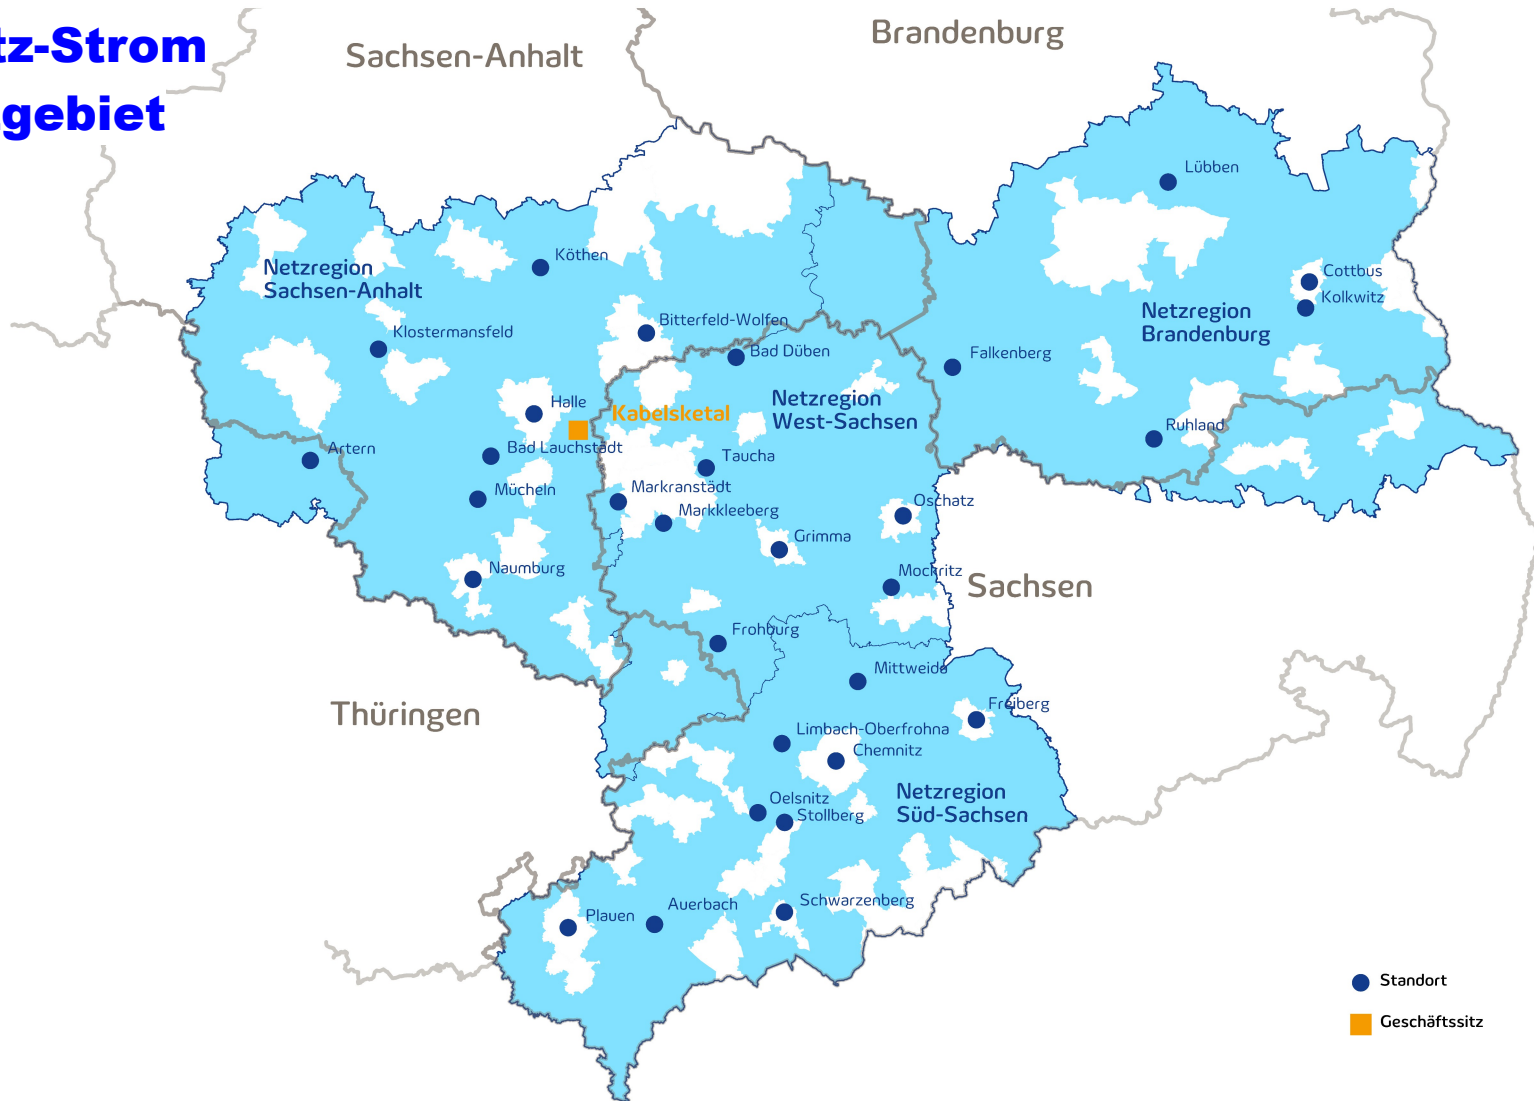 tz-Strom
gebiet
Sachsen-Anhalt
Brandenburg
Lübben
Köthen
Netzregion
Sachsen-Anhalt
Cottbus
Kolkwitz
Netzregion
Brandenburg
Klostermansfeld
Bitterfeld-Wolfen
Bad Düben
Falkenberg
Netzregion
West-Sachsen
Halle
Kabelsketal
Ruhland
Artern
Bad Lauchstädt
Taucha
Mücheln
Markranstädt
Markkleeberg
Oschatz
Grimma
Naumburg
Mockritz
Sachsen
Frohburg
Mittweida
Thüringen
Freiberg
Limbach-Oberfrohna
Chemnitz
Netzregion
Süd-Sachsen
Oelsnitz
Stollberg
Schwarzenberg
Auerbach
Plauen
Standort
Geschäftssitz